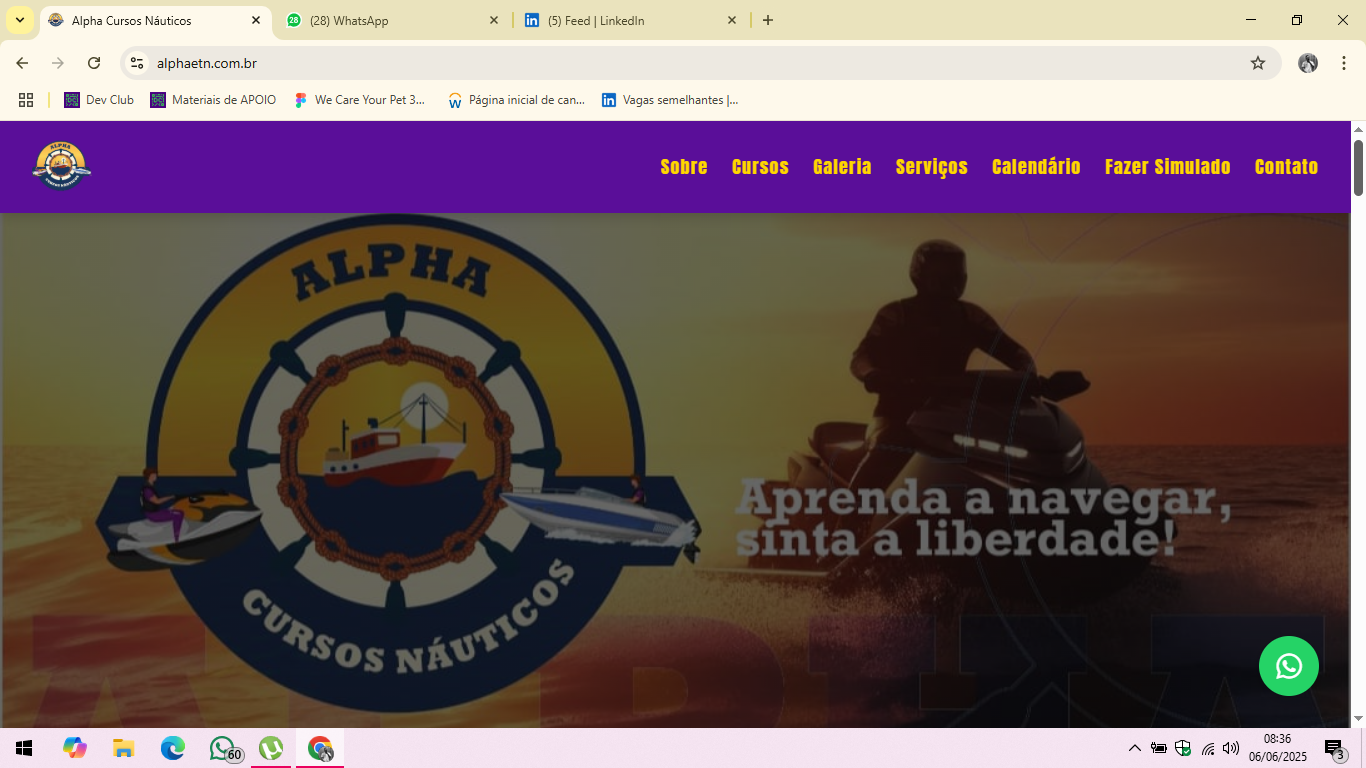 Alpha Cursos Náuticos
28
(28) WhatsApp
(5) Feed | LinkedIn
alphaetn.com.br
Dev Club
Materiais de APOIO
We Care Your Pet 3...
Página inicial de can...
Vagas semelhantes |...
Sobre
Cursos
Galeria
Serviços
Calendário
Fazer Simulado
Contato
ALPHA
CURSOS NÁUTICOS
Aprenda a navegar,
sinta a liberdade!
ALPHA
60
08:36
06/06/2025
3